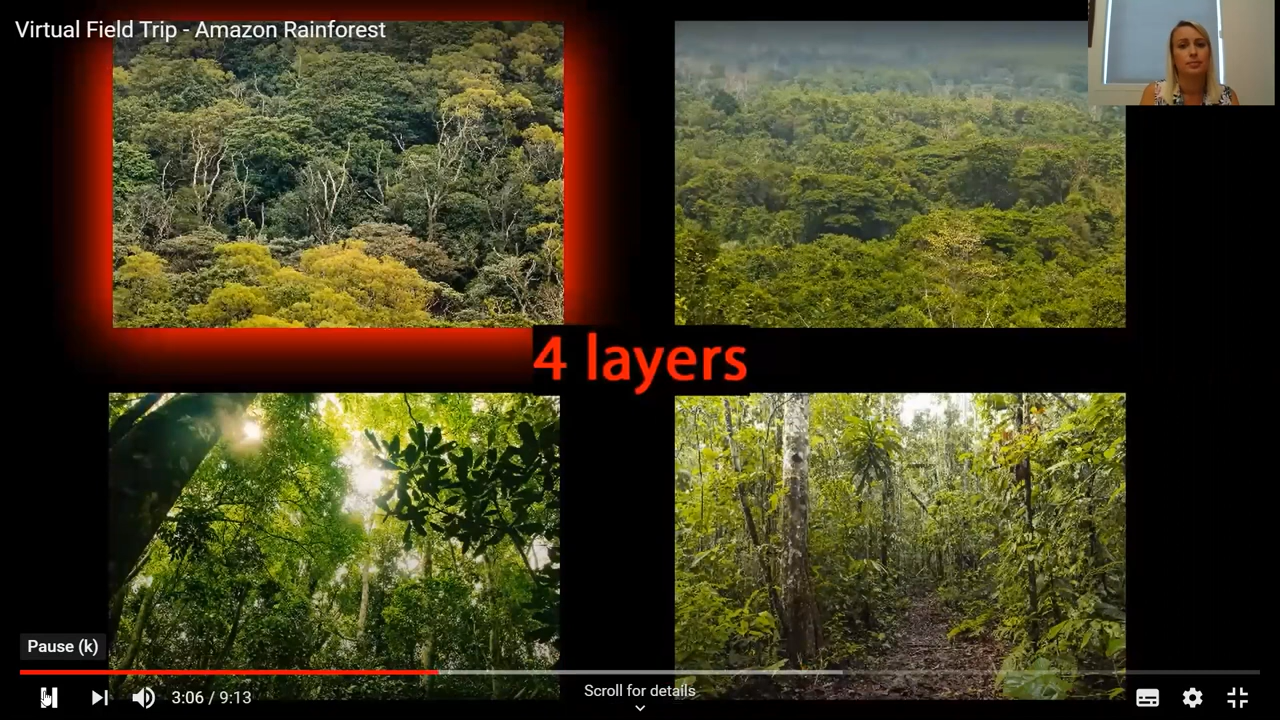 Virtual Field Trip - Amazon Rainforest
4 layers
Pause (k)
3:06 / 9:13
Scroll for details